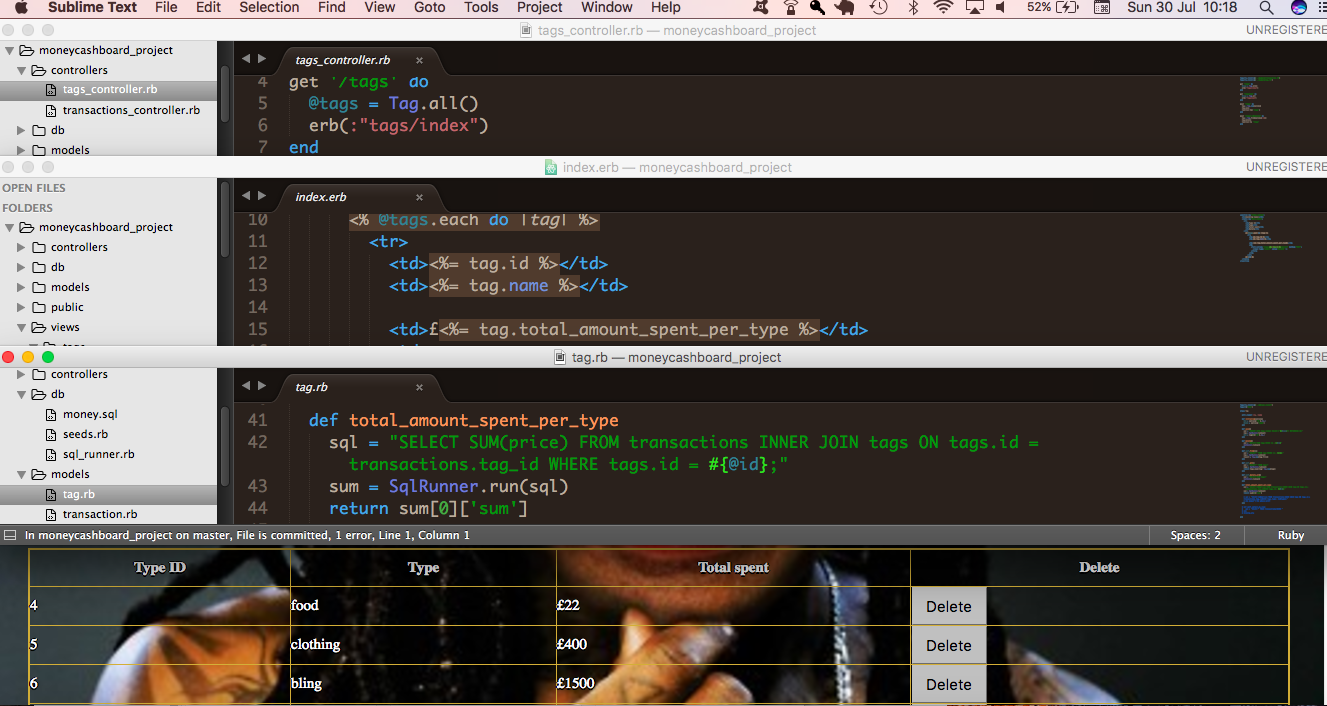 Sublime Text File Edit Selection Find View Goto Tools Project Window Help 52% Sun 30 Jul 10:18
tags_controller.rb — moneycashboard_project UNREGISTERE
moneycashboard_project
controllers
tags_controller.rb
transactions_controller.rb
db
models
tags_controller.rb ×
4 get '/tags' do
5 @tags = Tag.all()
6 erb(:"tags/index")
7 end
index.erb — moneycashboard_project UNREGISTERE
OPEN FILES
FOLDERS
moneycashboard_project
controllers
db
models
public
views
index.erb ×
10 <% @tags.each do |tag| %>
11 <tr>
12 <td><%= tag.id %></td>
13 <td><%= tag.name %></td>
14
15 <td>£<%= tag.total_amount_spent_per_type %></td>
tag.rb — moneycashboard_project UNREGISTERE
controllers
db
money.sql
seeds.rb
sql_runner.rb
models
tag.rb
transaction.rb
tag.rb ×
41 def total_amount_spent_per_type
42 sql = "SELECT SUM(price) FROM transactions INNER JOIN tags ON tags.id =
transactions.tag_id WHERE tags.id = #{@id};"
43 sum = SqlRunner.run(sql)
44 return sum[0]['sum']
In moneycashboard_project on master, File is committed, 1 error, Line 1, Column 1 Spaces: 2 Ruby
Type ID Type Total spent Delete
4 food £22 Delete
5 clothing £400 Delete
6 bling £1500 Delete